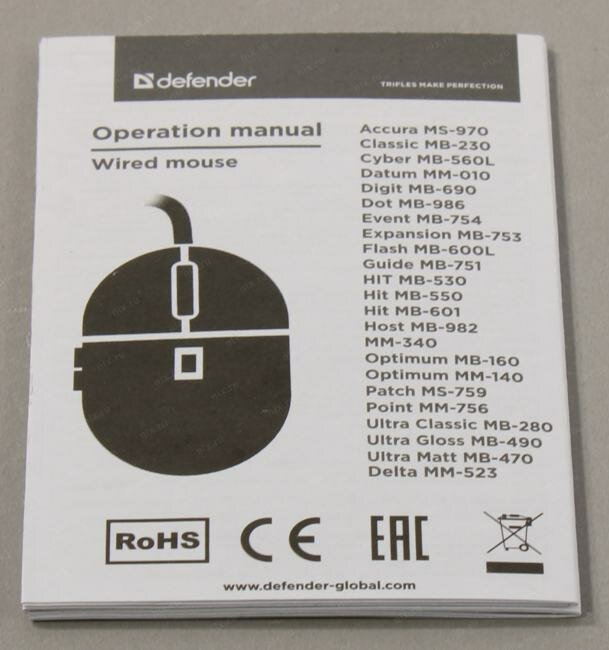 defender
TRIFLES MAKE PERFECTION
Operation manual
Wired mouse
Accura MS-970
Classic MB-230
Cyber MB-560L
Datum MM-010
Digit MB-690
Dot MB-986
Event MB-754
Expansion MB-753
Flash MB-600L
Guide MB-751
HIT MB-530
Hit MB-550
Hit MB-601
Host MB-982
MM-340
Optimum MB-160
Optimum MM-140
Patch MS-759
Point MM-756
Ultra Classic MB-280
Ultra Gloss MB-490
Ultra Matt MB-470
Delta MM-523
RoHS CE EAC
www.defender-global.com